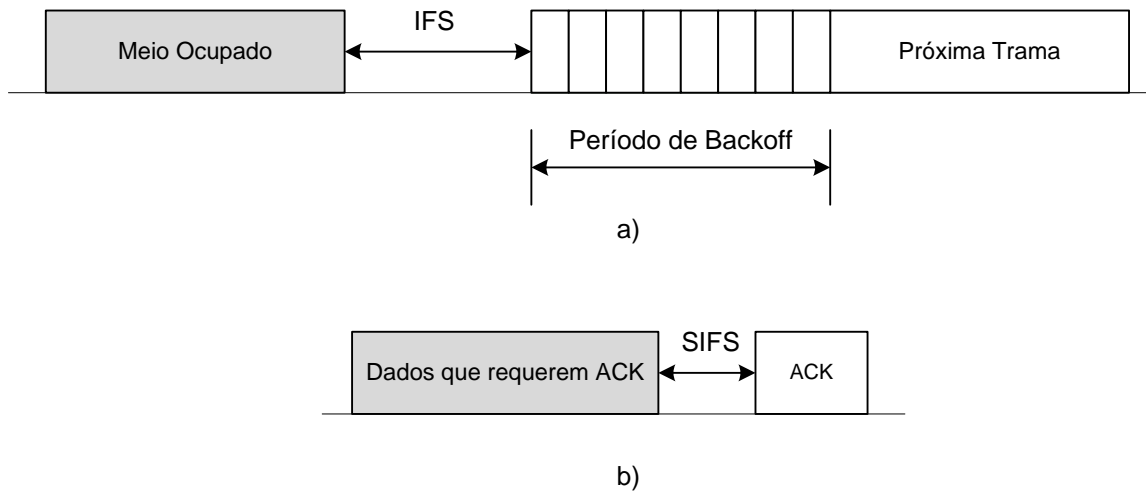 IFS
Meio Ocupado
Próxima Trama
Período de Backoff
a)
SIFS
Dados que requerem ACK
ACK
b)